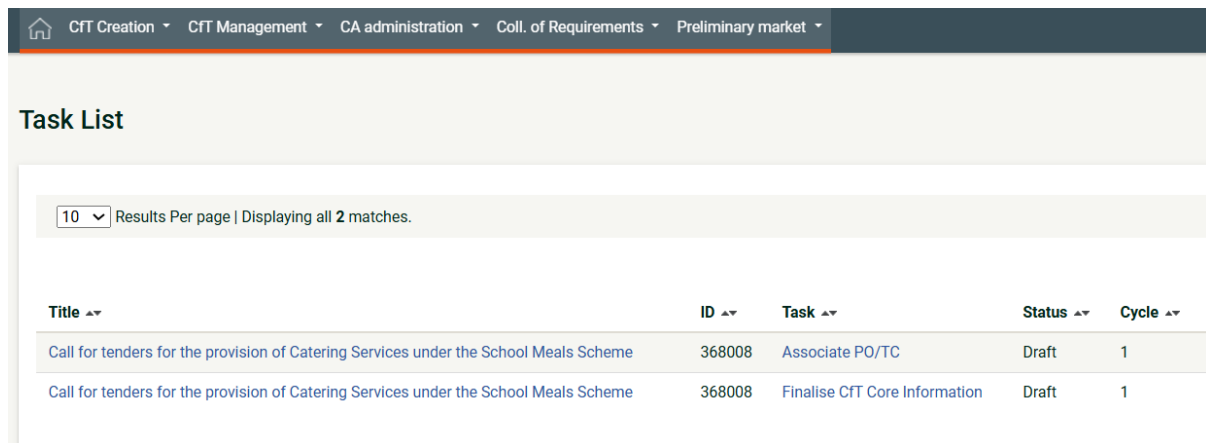 CfT Creation CfT Management CA administration Coll. of Requirements Preliminary market
Task List
10 Results Per page | Displaying all 2 matches.
Title ID Task Status Cycle
Call for tenders for the provision of Catering Services under the School Meals Scheme 368008 Associate PO/TC Draft 1
Call for tenders for the provision of Catering Services under the School Meals Scheme 368008 Finalise CfT Core Information Draft 1